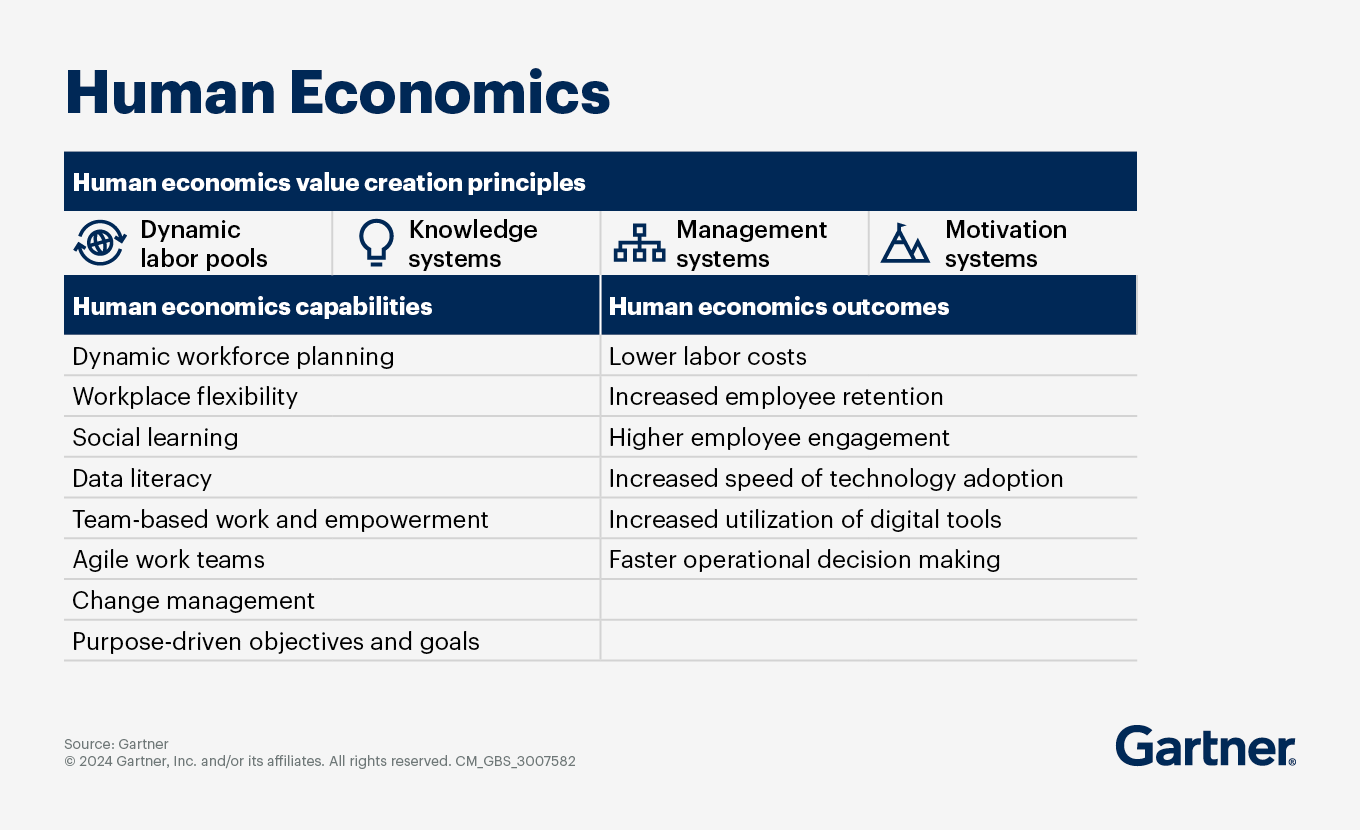 Human Economics
Human economics value creation principles
Dynamic
labor pools
Knowledge
systems
Management
systems
Motivation
systems
Human economics capabilities
Human economics outcomes
Dynamic workforce planning
Lower labor costs
Workplace flexibility
Increased employee retention
Social learning
Higher employee engagement
Data literacy
Increased speed of technology adoption
Team-based work and empowerment
Increased utilization of digital tools
Agile work teams
Faster operational decision making
Change management
Purpose-driven objectives and goals
Source: Gartner
© 2024 Gartner, Inc. and/or its affiliates. All rights reserved. CM_GBS_3007582
Gartner®